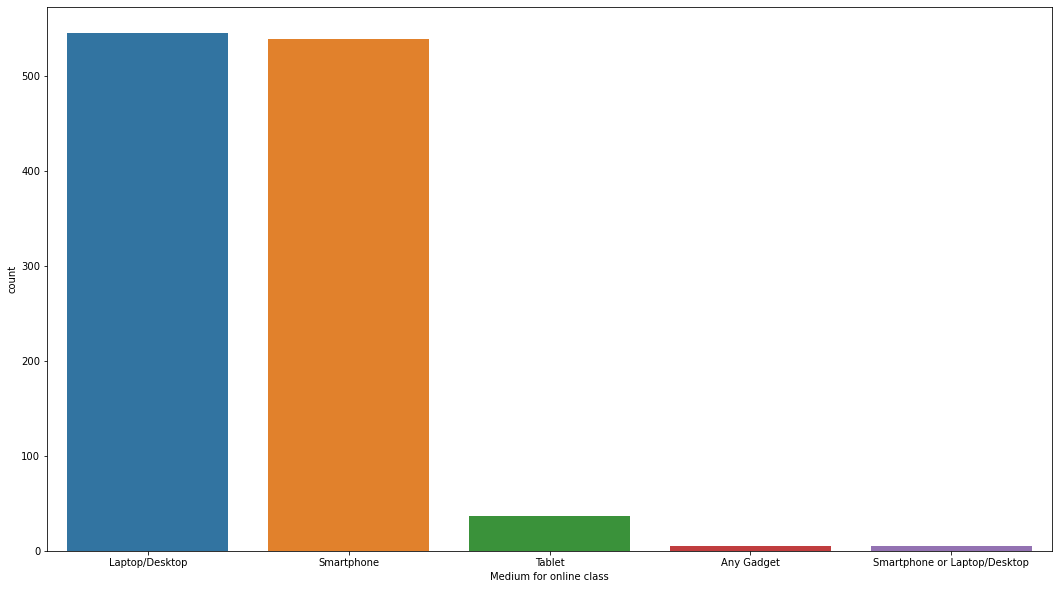 500
400
300
200
100
0
count
Laptop/Desktop
Smartphone
Tablet
Any Gadget
Smartphone or Laptop/Desktop
Medium for online class